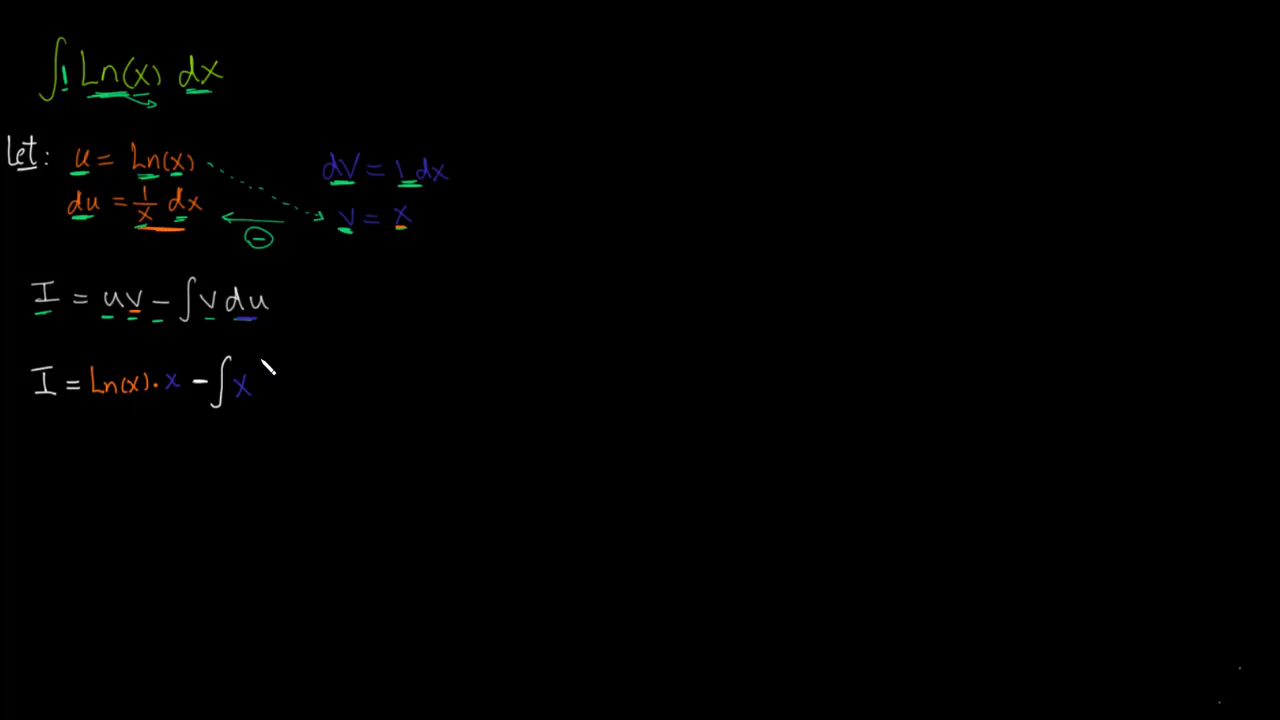 ∫ 1 Ln(x) dx
Let: u = Ln(x) dV = 1 dx
du = 1/x dx ⊖ v = x
I = uv - ∫ v du
I = Ln(x) · x - ∫ x